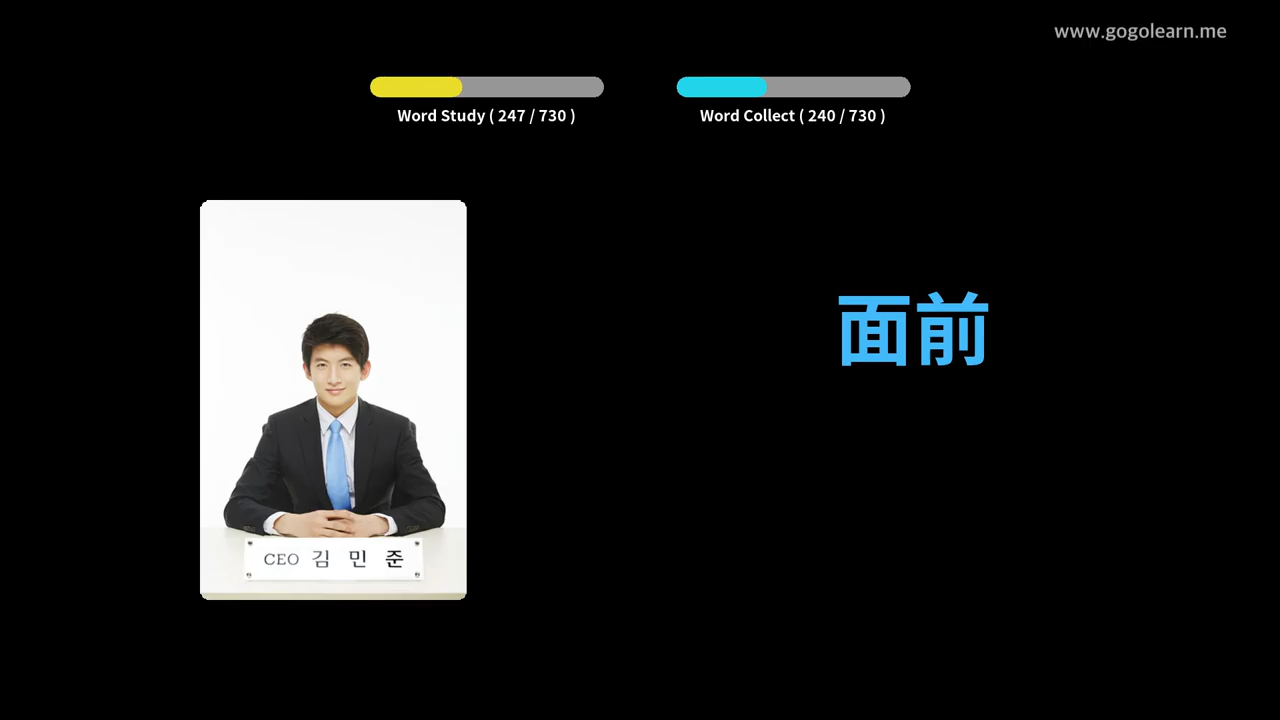 www.gogolearn.me
Word Study ( 247 / 730 )
Word Collect ( 240 / 730 )
面前
CEO 김 민 준